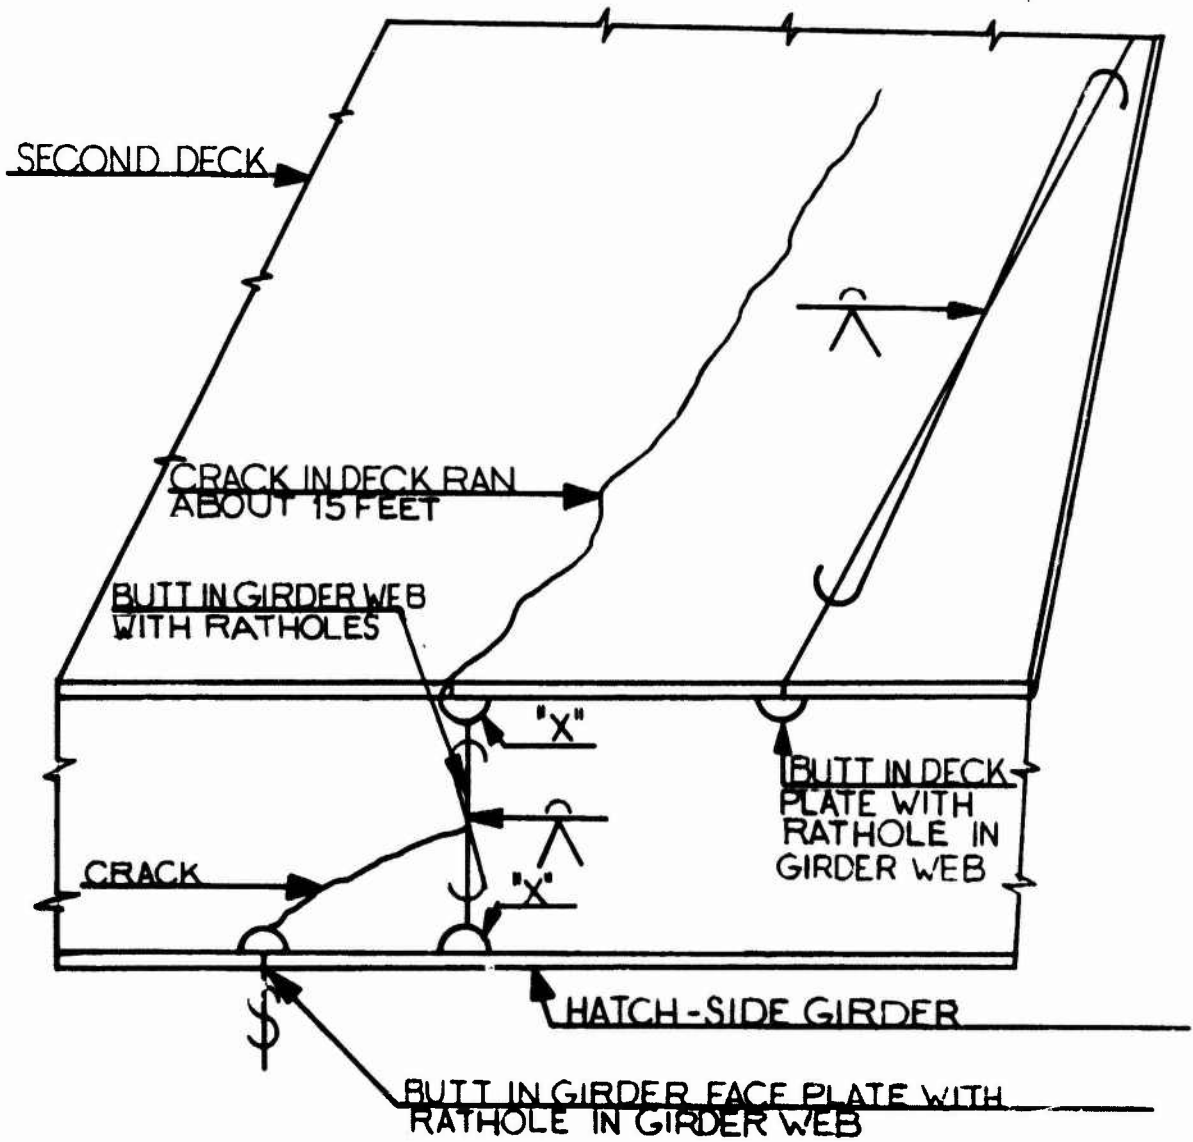 SECOND DECK
CRACK IN DECK RAN
ABOUT 15 FEET
BUTT IN GIRDER WEB
WITH RATHOLES
"X"
BUTT IN DECK
PLATE WITH
RATHOLE IN
GIRDER WEB
CRACK
"X"
HATCH-SIDE GIRDER
BUTT IN GIRDER FACE PLATE WITH
RATHOLE IN GIRDER WEB